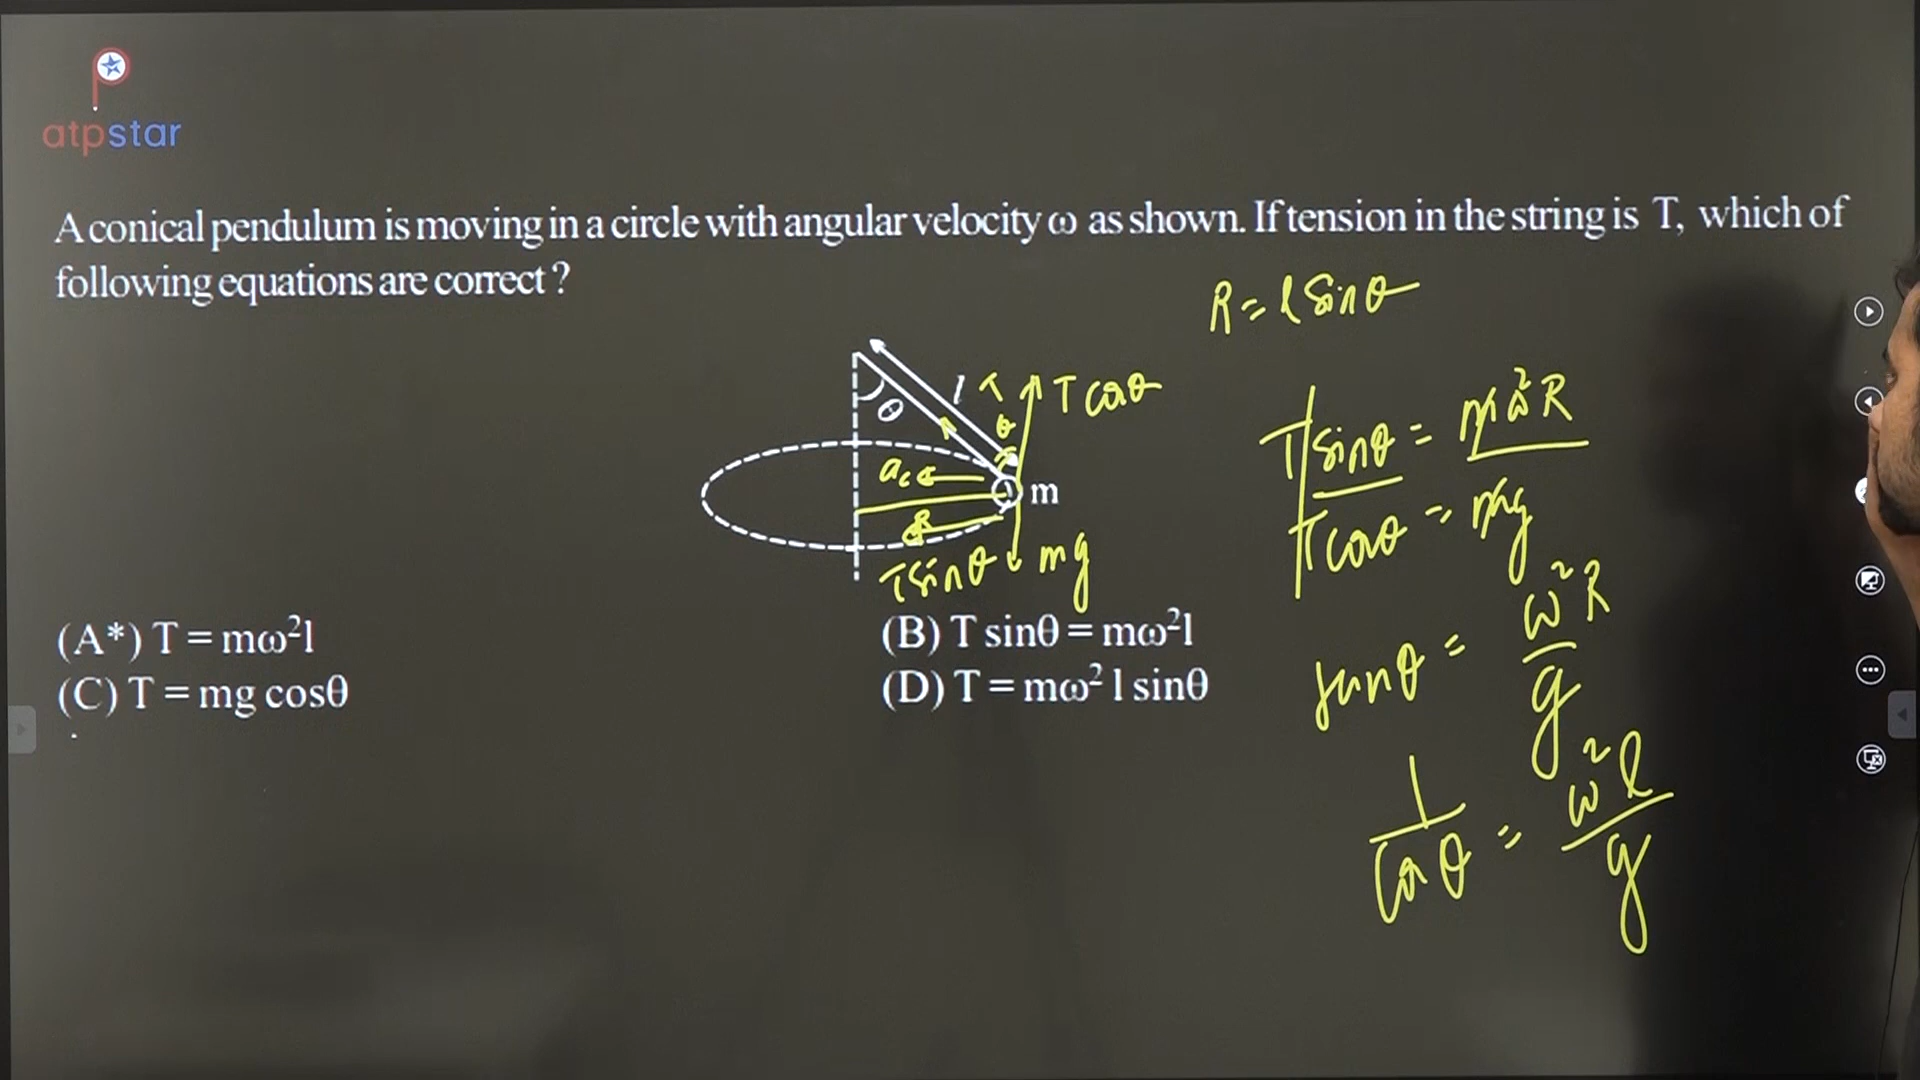 atpstar
A conical pendulum is moving in a circle with angular velocity ω as shown. If tension in the string is T, which of
following equations are correct ?
R = l sinθ
θ
l
T
θ
T cosθ
a_c
m
R
T sinθ
mg
T sinθ = mω²R
T cosθ = mg
tanθ = ω²R / g
1 / cosθ = ω²l / g
(A*) T = mω²l
(B) T sinθ = mω²l
(C) T = mg cosθ
(D) T = mω² l sinθ